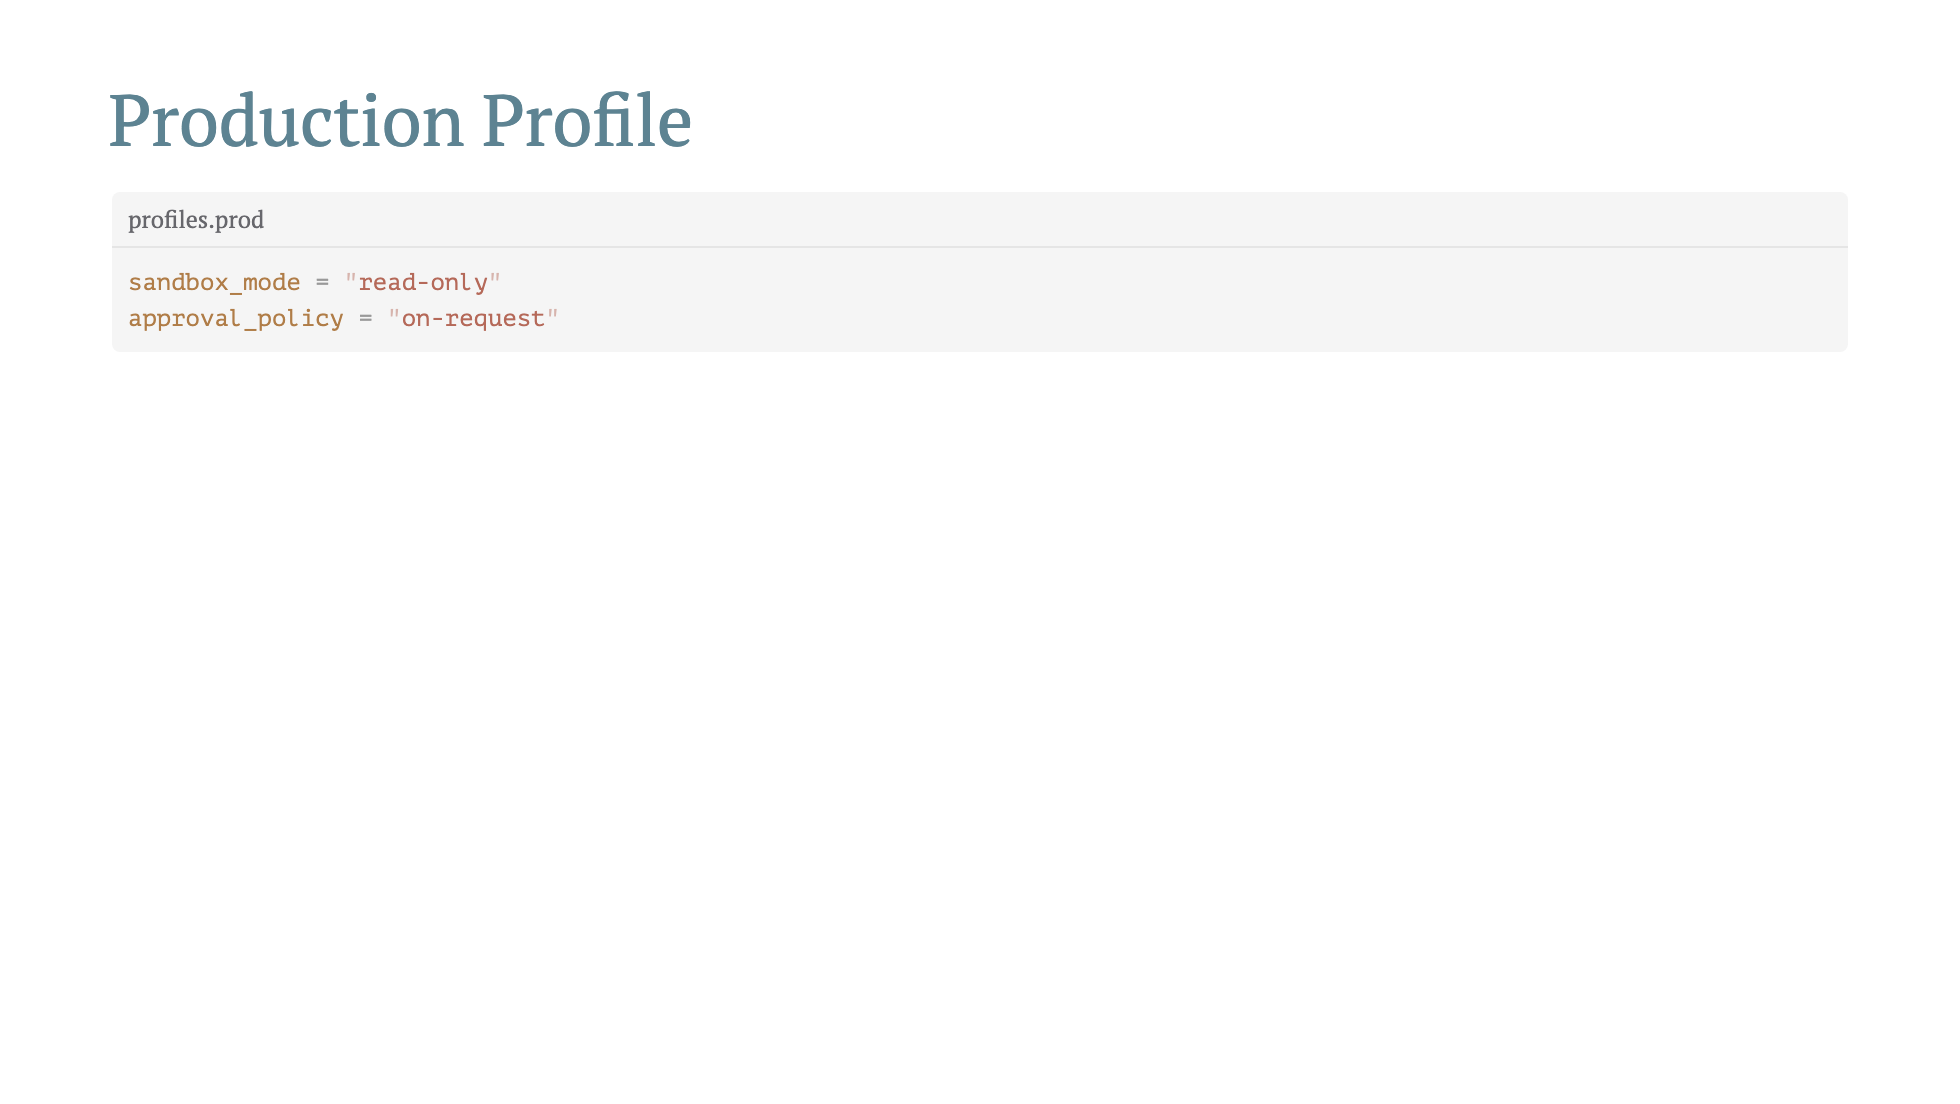 Production Profile
profiles.prod
sandbox_mode = "read-only"
approval_policy = "on-request"